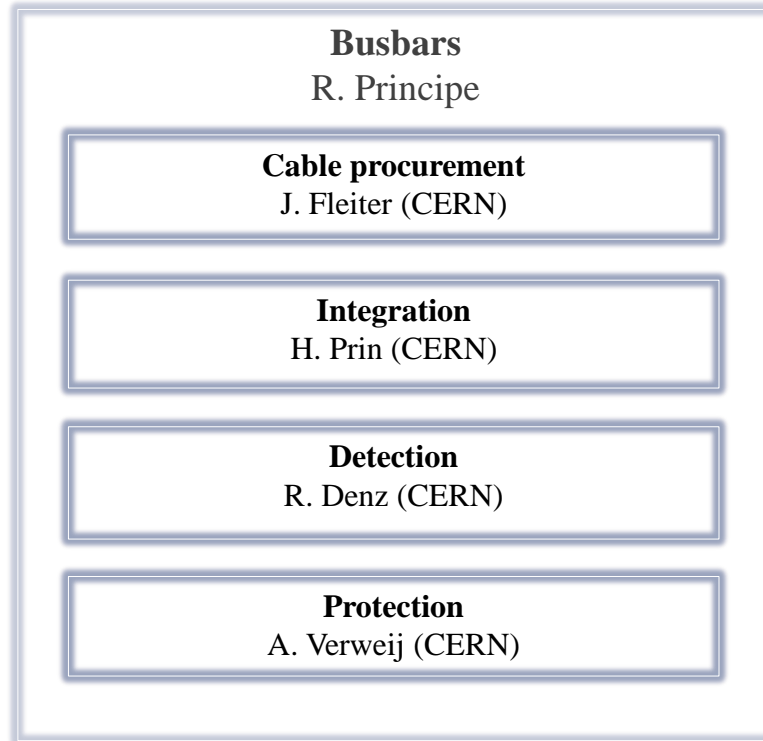 Busbars
R. Principe
Cable procurement
J. Fleiter (CERN)
Integration
H. Prin (CERN)
Detection
R. Denz (CERN)
Protection
A. Verweij (CERN)